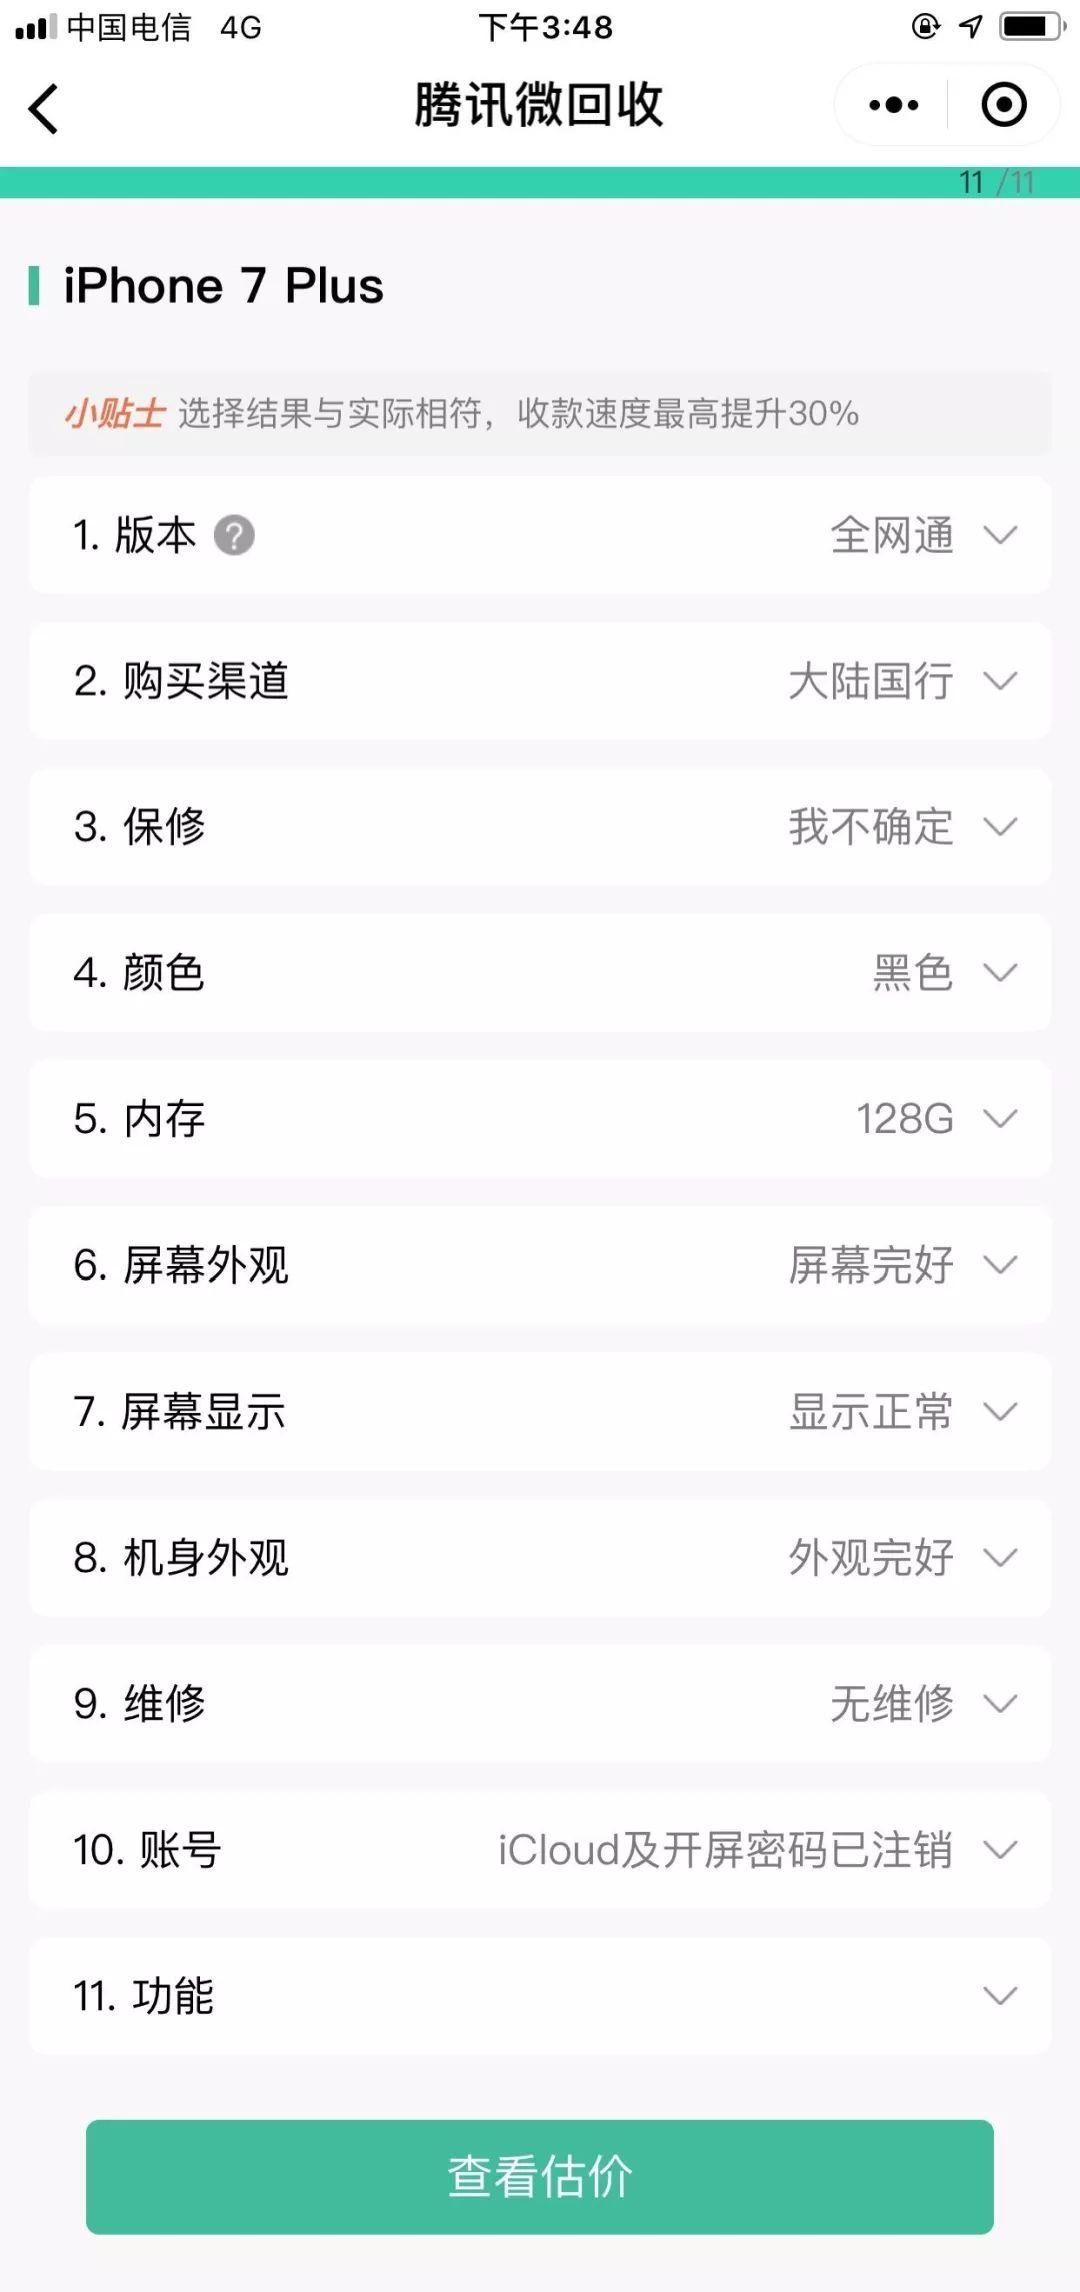 中国电信 4G 下午3:48
腾讯微回收
11 /11
iPhone 7 Plus
小贴士 选择结果与实际相符，收款速度最高提升30%
1. 版本 ? 全网通
2. 购买渠道 大陆国行
3. 保修 我不确定
4. 颜色 黑色
5. 内存 128G
6. 屏幕外观 屏幕完好
7. 屏幕显示 显示正常
8. 机身外观 外观完好
9. 维修 无维修
10. 账号 iCloud及开屏密码已注销
11. 功能
查看估价